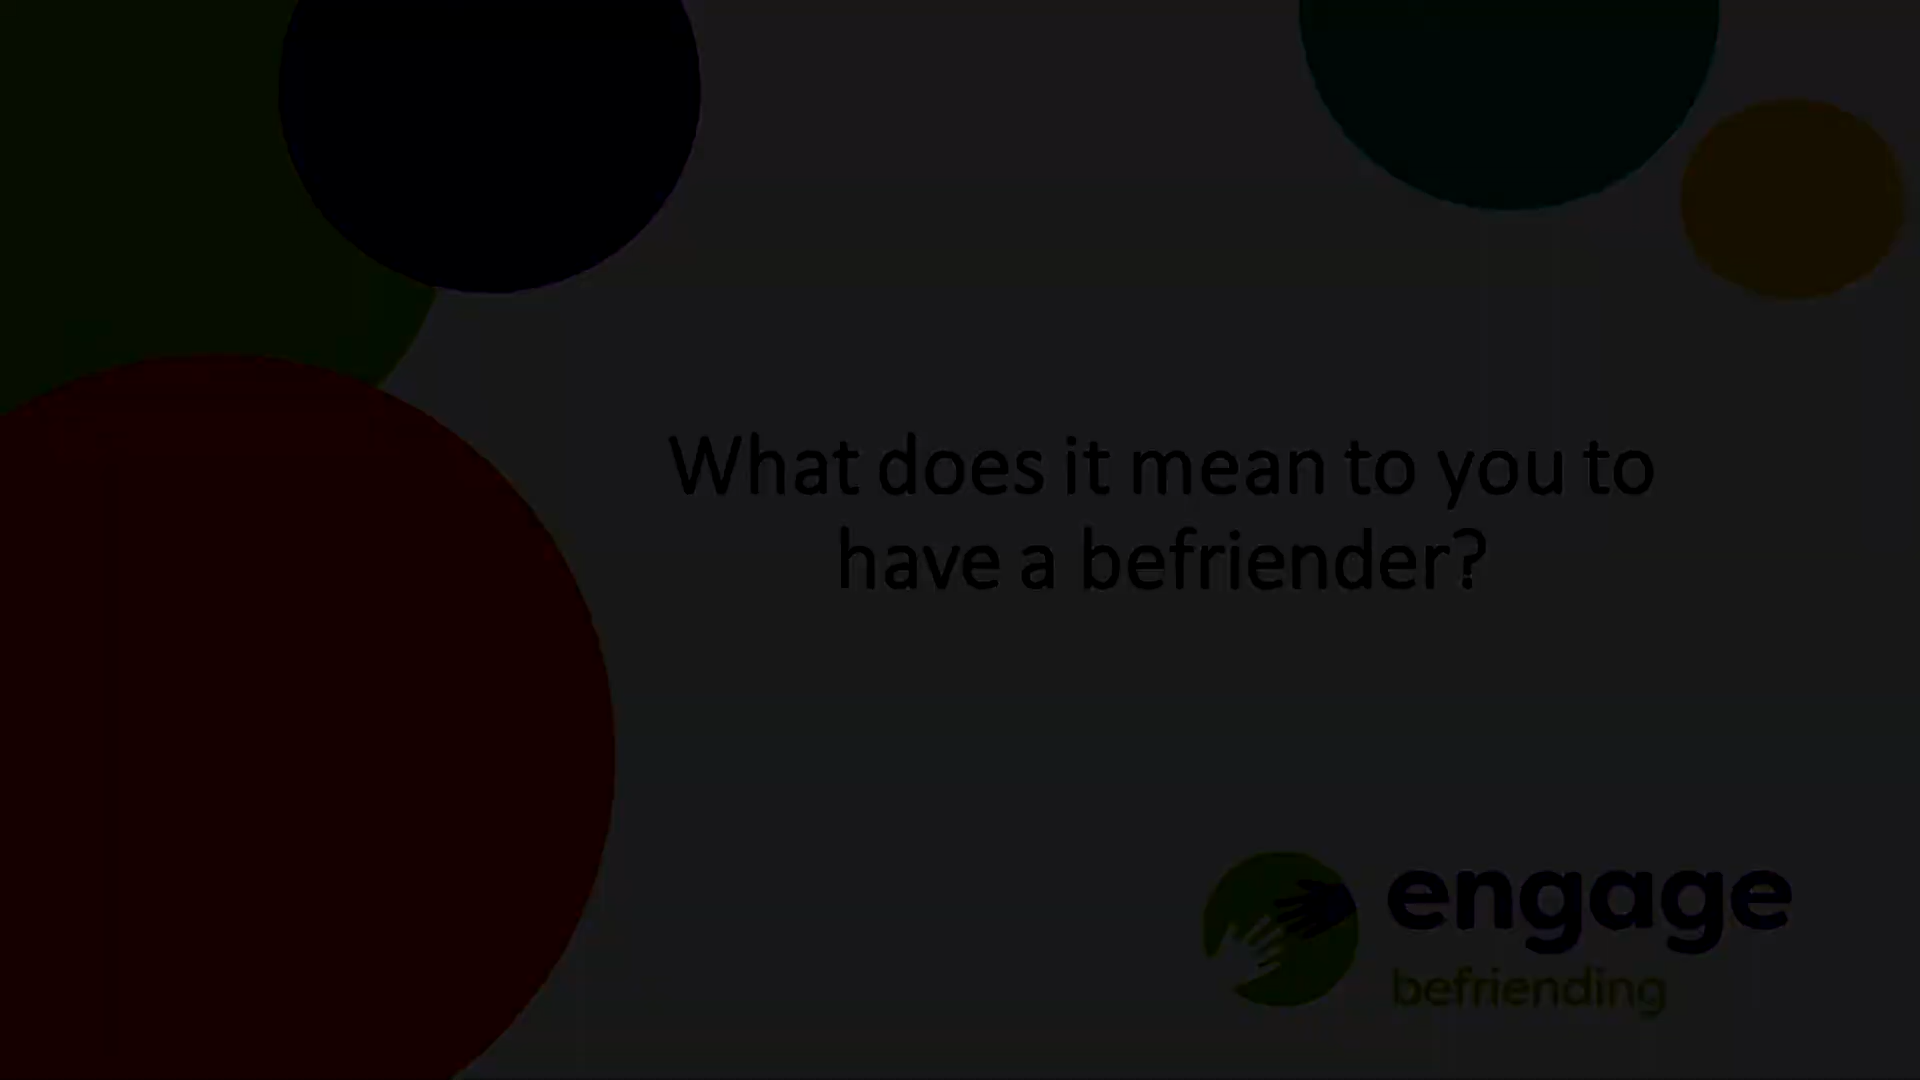 What does it mean to you to
have a befriender?
engage
befriending